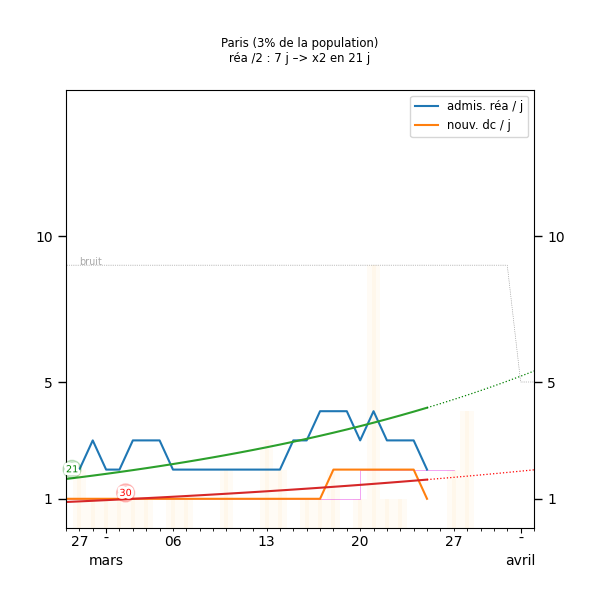 Paris (3% de la population)
réa /2 : 7 j –> x2 en 21 j
admis. réa / j
nouv. dc / j
10
10
bruit
5
5
21
30
1
1
27 - 06 13 20 27 -
mars avril